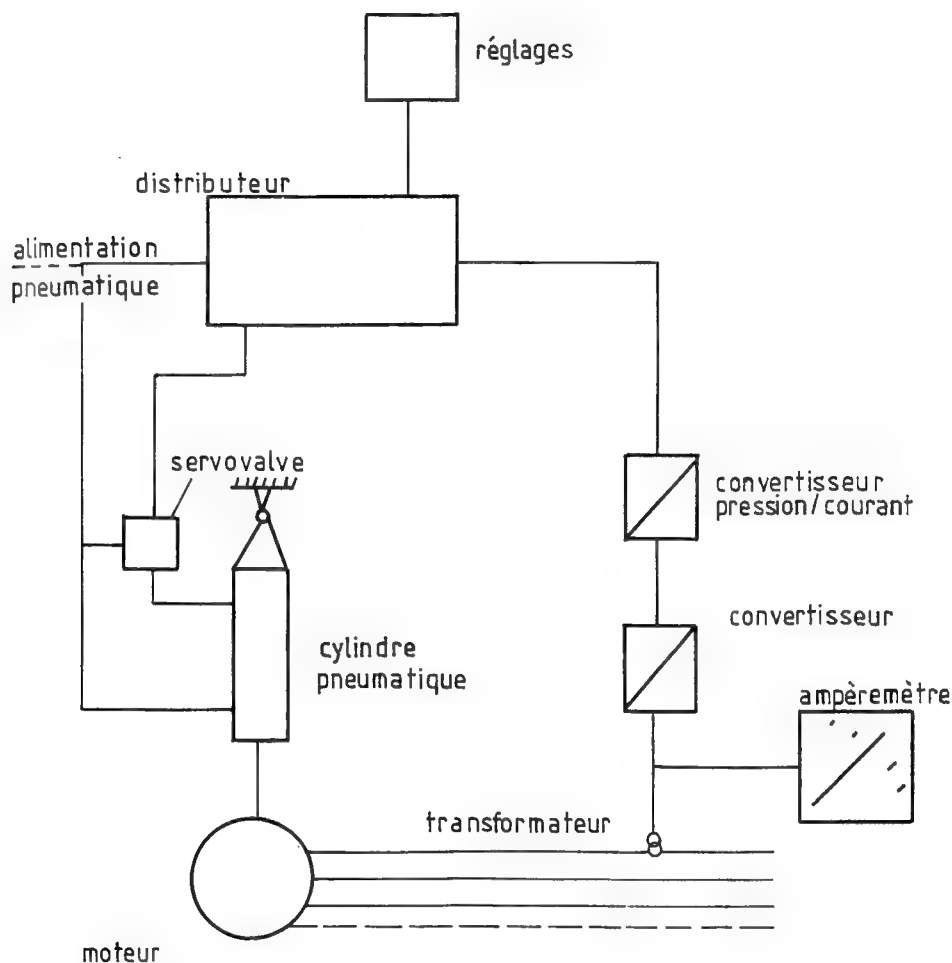 réglages
distributeur
alimentation
pneumatique
servovalve
convertisseur
pression/courant
convertisseur
cylindre
pneumatique
ampèremètre
transformateur
moteur